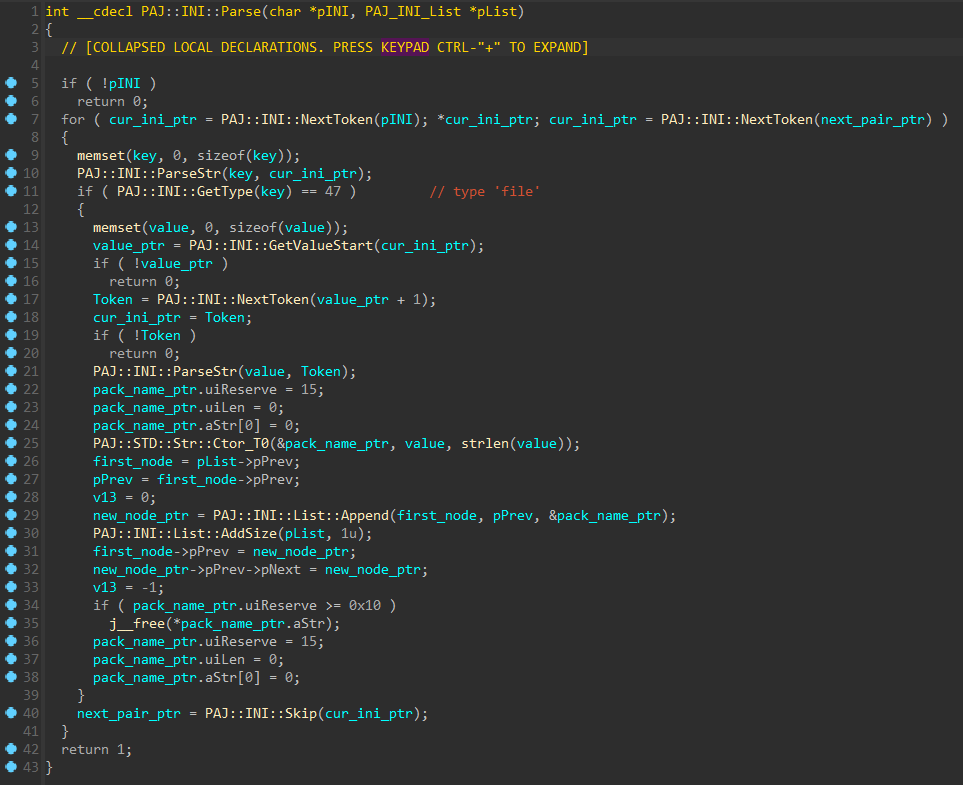 1 int __cdecl PAJ::INI::Parse(char *pINI, PAJ_INI_List *pList)
2 {
3   // [COLLAPSED LOCAL DECLARATIONS. PRESS KEYPAD CTRL-"+" TO EXPAND]
4
5   if ( !pINI )
6     return 0;
7   for ( cur_ini_ptr = PAJ::INI::NextToken(pINI); *cur_ini_ptr; cur_ini_ptr = PAJ::INI::NextToken(next_pair_ptr) )
8   {
9     memset(key, 0, sizeof(key));
10     PAJ::INI::ParseStr(key, cur_ini_ptr);
11     if ( PAJ::INI::GetType(key) == 47 )         // type 'file'
12     {
13       memset(value, 0, sizeof(value));
14       value_ptr = PAJ::INI::GetValueStart(cur_ini_ptr);
15       if ( !value_ptr )
16         return 0;
17       Token = PAJ::INI::NextToken(value_ptr + 1);
18       cur_ini_ptr = Token;
19       if ( !Token )
20         return 0;
21       PAJ::INI::ParseStr(value, Token);
22       pack_name_ptr.uiReserve = 15;
23       pack_name_ptr.uiLen = 0;
24       pack_name_ptr.aStr[0] = 0;
25       PAJ::STD::Str::Ctor_T0(&pack_name_ptr, value, strlen(value));
26       first_node = pList->pPrev;
27       pPrev = first_node->pPrev;
28       v13 = 0;
29       new_node_ptr = PAJ::INI::List::Append(first_node, pPrev, &pack_name_ptr);
30       PAJ::INI::List::AddSize(pList, 1u);
31       first_node->pPrev = new_node_ptr;
32       new_node_ptr->pPrev->pNext = new_node_ptr;
33       v13 = -1;
34       if ( pack_name_ptr.uiReserve >= 0x10 )
35         j__free(*pack_name_ptr.aStr);
36       pack_name_ptr.uiReserve = 15;
37       pack_name_ptr.uiLen = 0;
38       pack_name_ptr.aStr[0] = 0;
39     }
40     next_pair_ptr = PAJ::INI::Skip(cur_ini_ptr);
41   }
42   return 1;
43 }